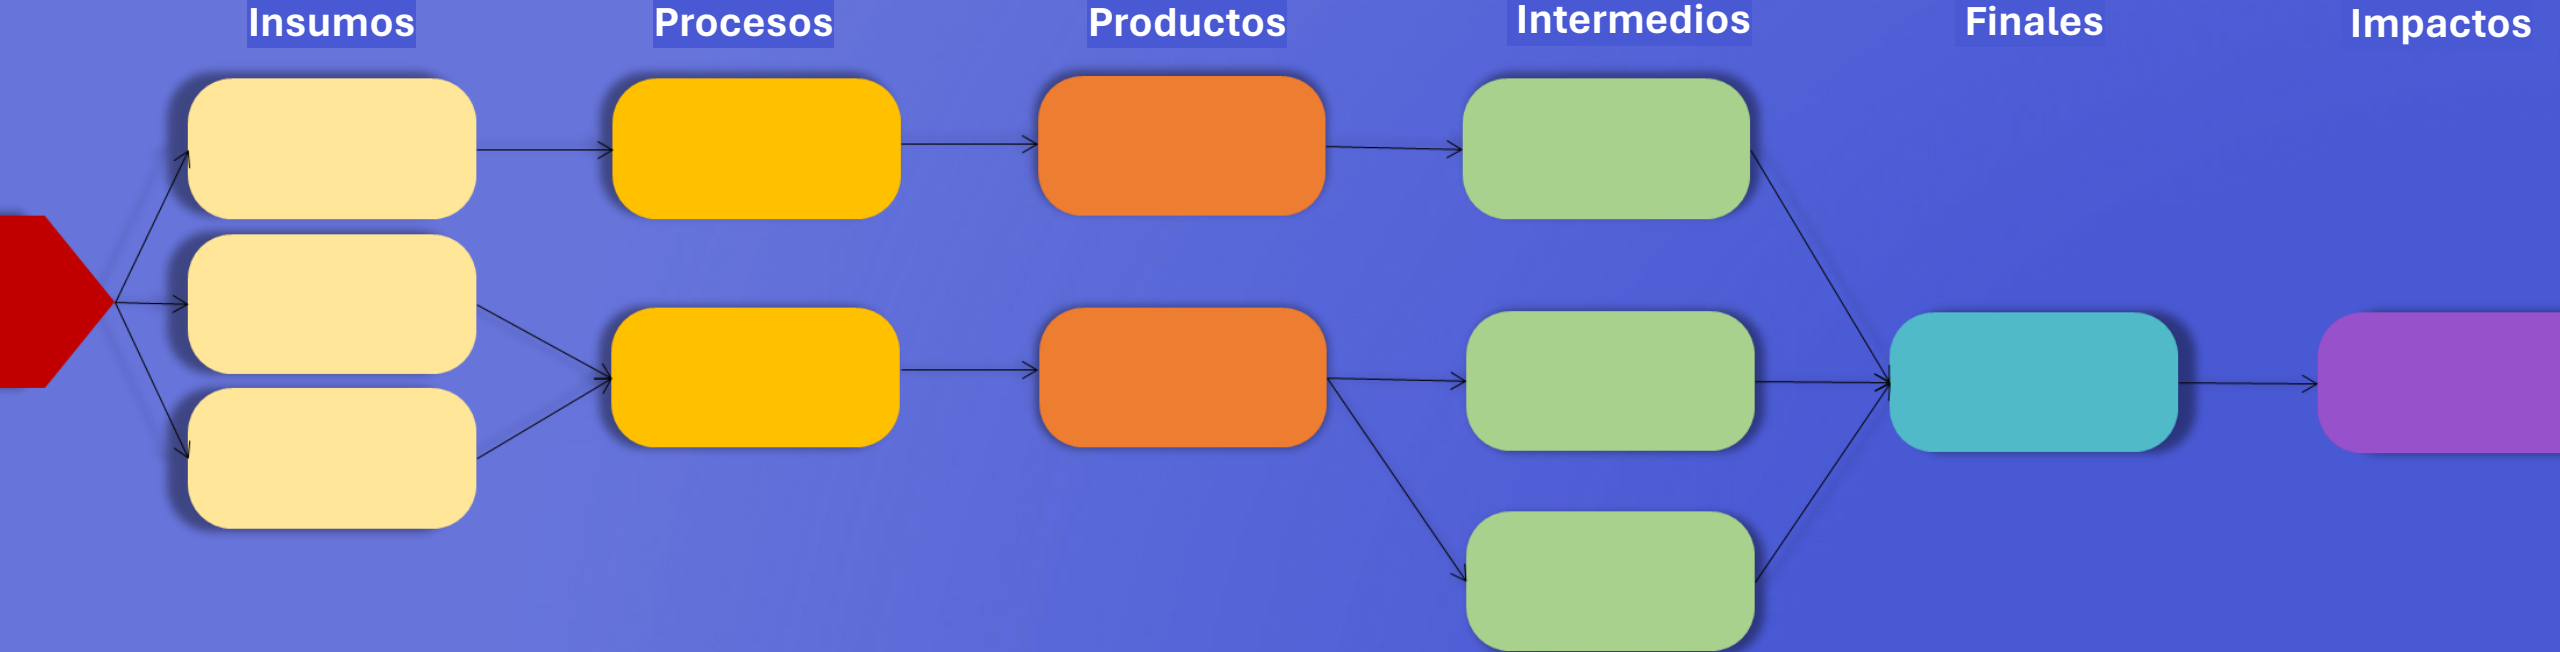 Insumos
Procesos
Productos
Intermedios
Finales
Impactos